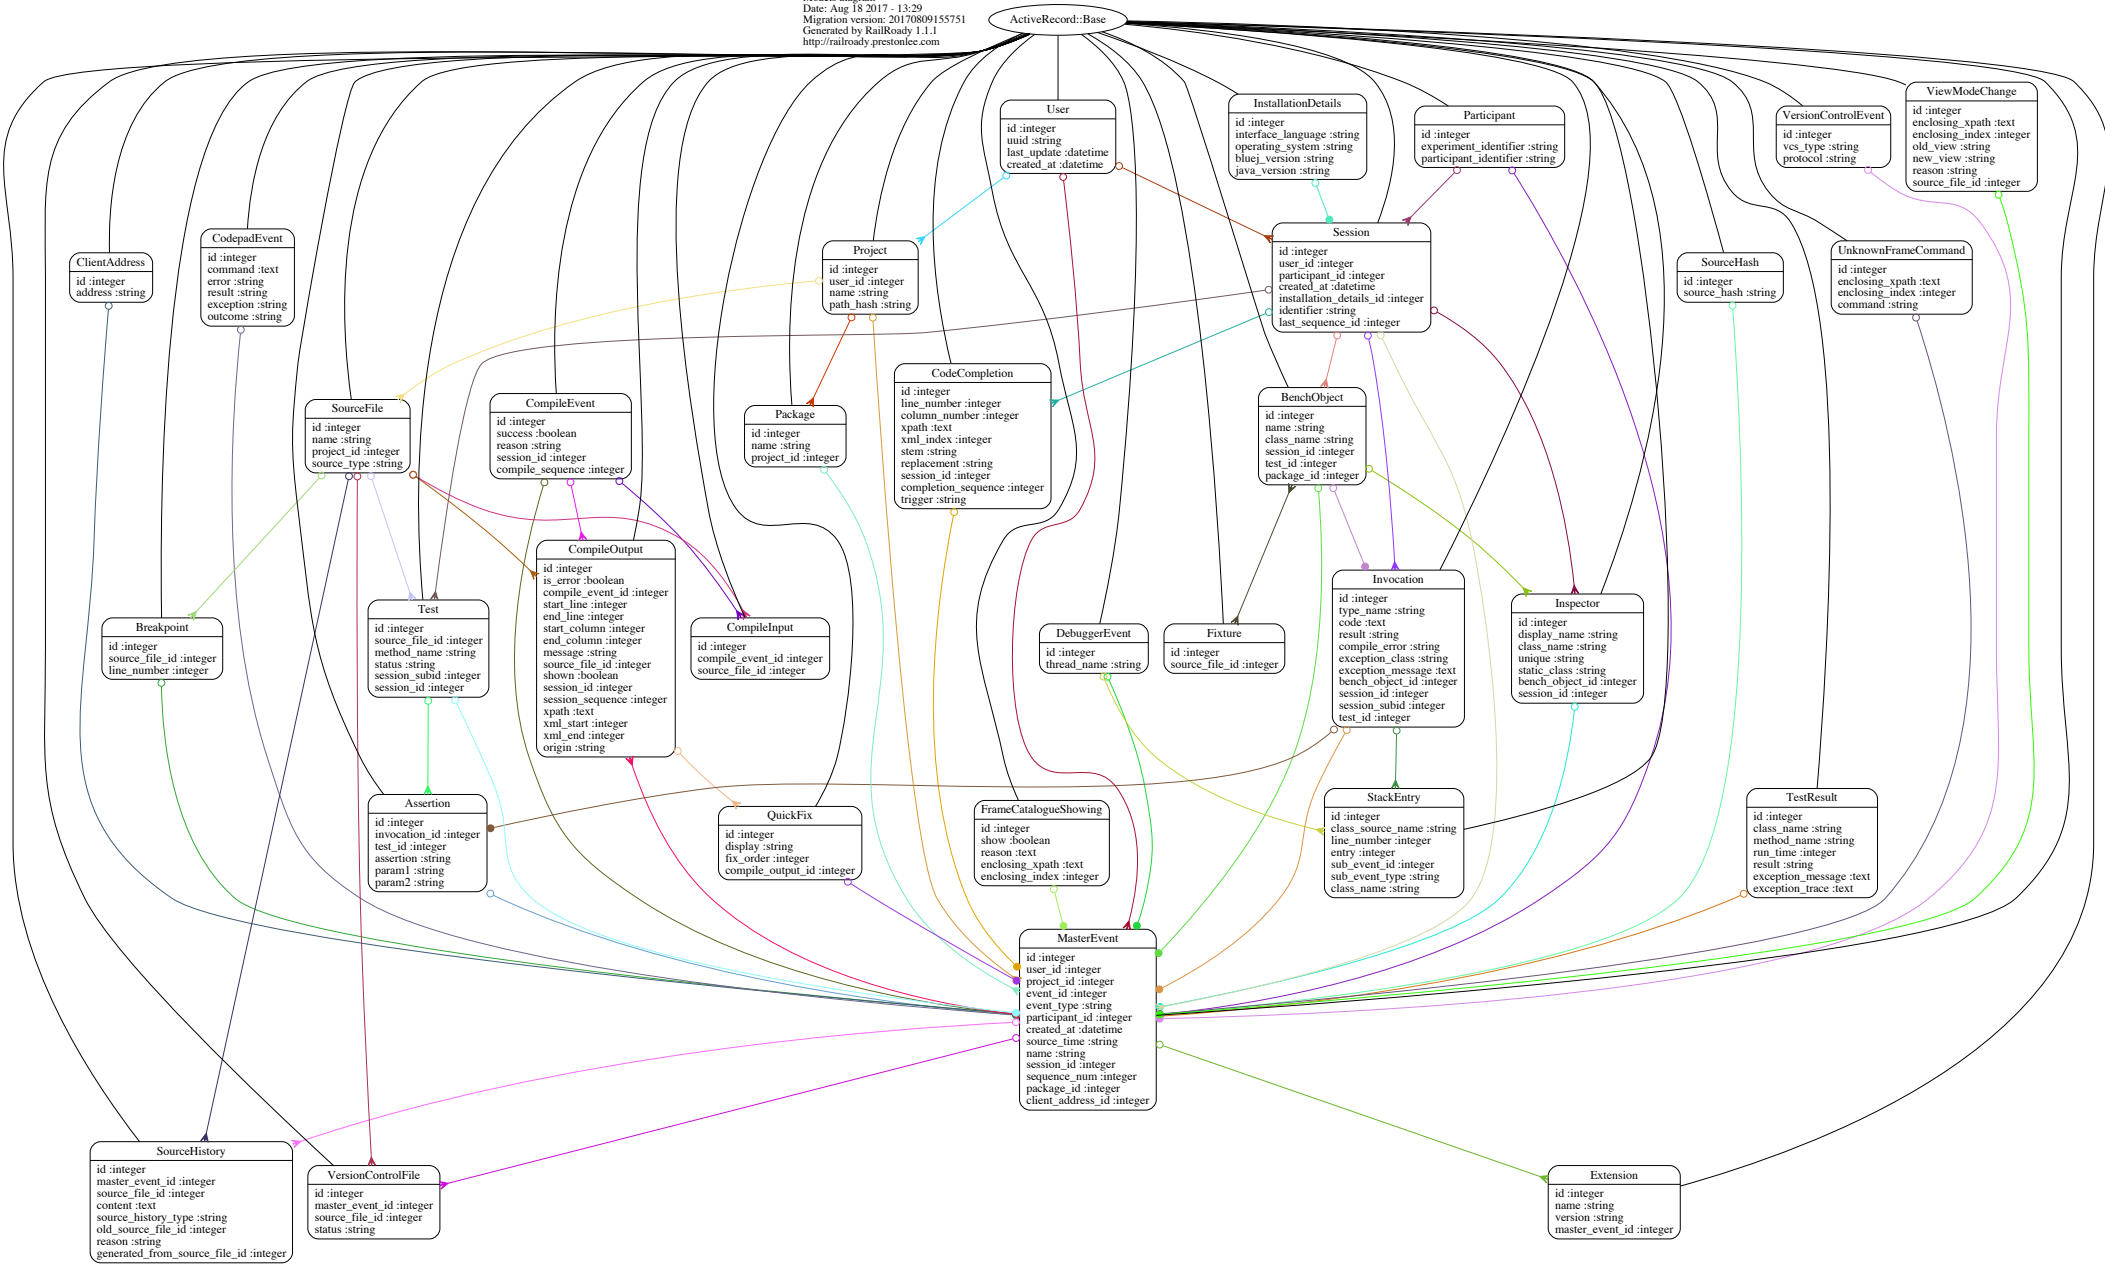 Models diagram
Date: Aug 18 2017 - 13:29
Migration version: 20170809155751
Generated by RailRoady 1.1.1
http://railroady.prestonlee.com
ActiveRecord::Base
User
id :integer
uuid :string
last_update :datetime
created_at :datetime
InstallationDetails
id :integer
interface_language :string
operating_system :string
bluej_version :string
java_version :string
Participant
id :integer
experiment_identifier :string
participant_identifier :string
VersionControlEvent
id :integer
vcs_type :string
protocol :string
ViewModeChange
id :integer
enclosing_xpath :text
enclosing_index :integer
old_view :string
new_view :string
reason :string
source_file_id :integer
ClientAddress
id :integer
address :string
CodepadEvent
id :integer
command :text
error :string
result :string
exception :string
outcome :string
Project
id :integer
user_id :integer
name :string
path_hash :string
Session
id :integer
user_id :integer
participant_id :integer
created_at :datetime
installation_details_id :integer
identifier :string
last_sequence_id :integer
SourceHash
id :integer
source_hash :string
UnknownFrameCommand
id :integer
enclosing_xpath :text
enclosing_index :integer
command :string
SourceFile
id :integer
name :string
project_id :integer
source_type :string
CompileEvent
id :integer
success :boolean
reason :string
session_id :integer
compile_sequence :integer
Package
id :integer
name :string
project_id :integer
CodeCompletion
id :integer
line_number :integer
column_number :integer
xpath :text
xml_index :integer
stem :string
replacement :string
session_id :integer
completion_sequence :integer
trigger :string
BenchObject
id :integer
name :string
class_name :string
session_id :integer
test_id :integer
package_id :integer
Breakpoint
id :integer
source_file_id :integer
line_number :integer
Test
id :integer
source_file_id :integer
method_name :string
status :string
session_subid :integer
session_id :integer
CompileOutput
id :integer
is_error :boolean
compile_event_id :integer
start_line :integer
end_line :integer
start_column :integer
end_column :integer
message :string
source_file_id :integer
shown :boolean
session_id :integer
session_sequence :integer
xpath :text
xml_start :integer
xml_end :integer
origin :string
CompileInput
id :integer
compile_event_id :integer
source_file_id :integer
DebuggerEvent
id :integer
thread_name :string
Fixture
id :integer
source_file_id :integer
Invocation
id :integer
type_name :string
code :text
result :string
compile_error :string
exception_class :string
exception_message :text
bench_object_id :integer
session_id :integer
session_subid :integer
test_id :integer
Inspector
id :integer
display_name :string
class_name :string
unique :string
static_class :string
bench_object_id :integer
session_id :integer
Assertion
id :integer
invocation_id :integer
test_id :integer
assertion :string
param1 :string
param2 :string
QuickFix
id :integer
display :string
fix_order :integer
compile_output_id :integer
FrameCatalogueShowing
id :integer
show :boolean
reason :text
enclosing_xpath :text
enclosing_index :integer
StackEntry
id :integer
class_source_name :string
line_number :integer
entry :integer
sub_event_id :integer
sub_event_type :string
class_name :string
TestResult
id :integer
class_name :string
method_name :string
run_time :integer
result :string
exception_message :text
exception_trace :text
MasterEvent
id :integer
user_id :integer
project_id :integer
event_id :integer
event_type :string
participant_id :integer
created_at :datetime
source_time :string
name :string
session_id :integer
sequence_num :integer
package_id :integer
client_address_id :integer
SourceHistory
id :integer
master_event_id :integer
source_file_id :integer
content :text
source_history_type :string
old_source_file_id :integer
reason :string
generated_from_source_file_id :integer
VersionControlFile
id :integer
master_event_id :integer
source_file_id :integer
status :string
Extension
id :integer
name :string
version :string
master_event_id :integer